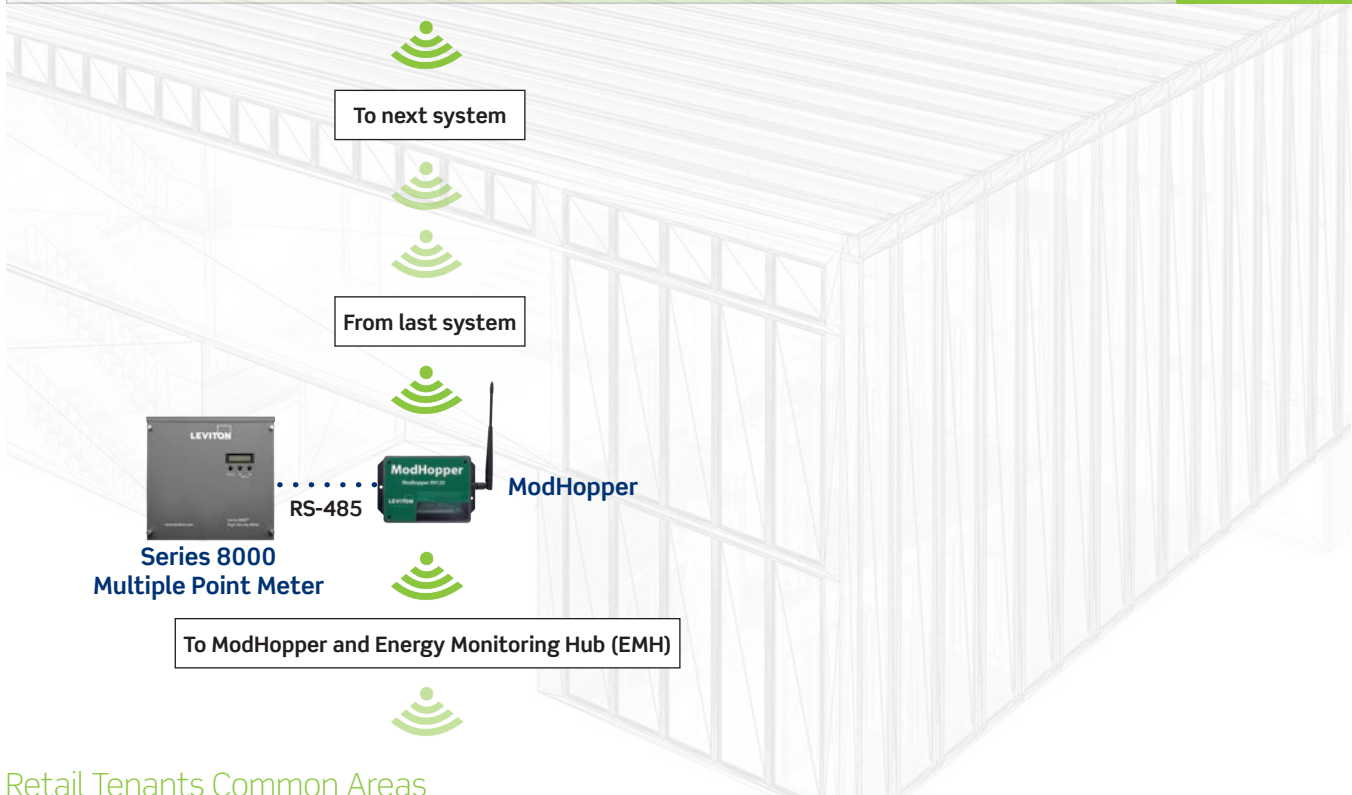 To next system
From last system
LEVITON
ModHopper
LEVITON
RS-485
ModHopper
Series 8000
Multiple Point Meter
To ModHopper and Energy Monitoring Hub (EMH)
Retail Tenants Common Areas